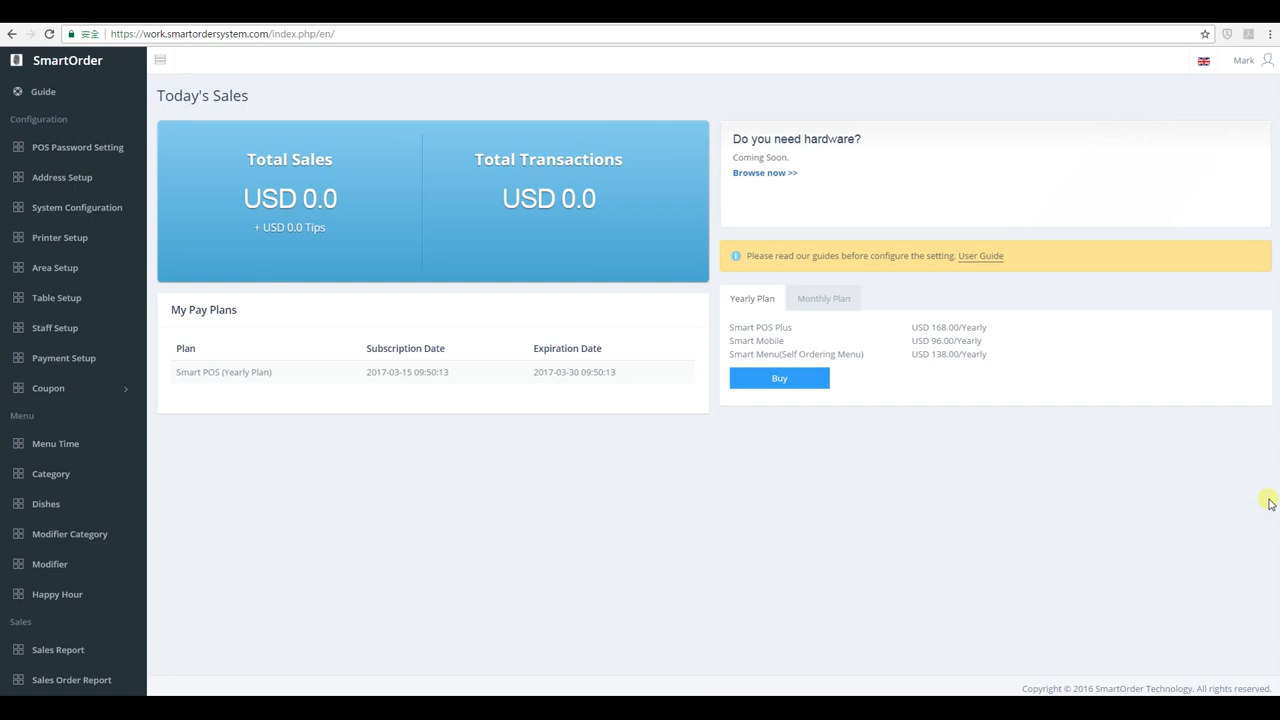 安全 https://work.smartordersystem.com/index.php/en/
SmartOrder
Mark
Guide
Configuration
POS Password Setting
Address Setup
System Configuration
Printer Setup
Area Setup
Table Setup
Staff Setup
Payment Setup
Coupon
Menu
Menu Time
Category
Dishes
Modifier Category
Modifier
Happy Hour
Sales
Sales Report
Sales Order Report
Today's Sales
Total Sales
USD 0.0
+ USD 0.0 Tips
Total Transactions
USD 0.0
My Pay Plans
Plan Subscription Date Expiration Date
Smart POS (Yearly Plan) 2017-03-15 09:50:13 2017-03-30 09:50:13
Do you need hardware?
Coming Soon.
Browse now >>
Please read our guides before configure the setting. User Guide
Yearly Plan Monthly Plan
Smart POS Plus USD 168.00/Yearly
Smart Mobile USD 96.00/Yearly
Smart Menu(Self Ordering Menu) USD 138.00/Yearly
Buy
Copyright © 2016 SmartOrder Technology. All rights reserved.